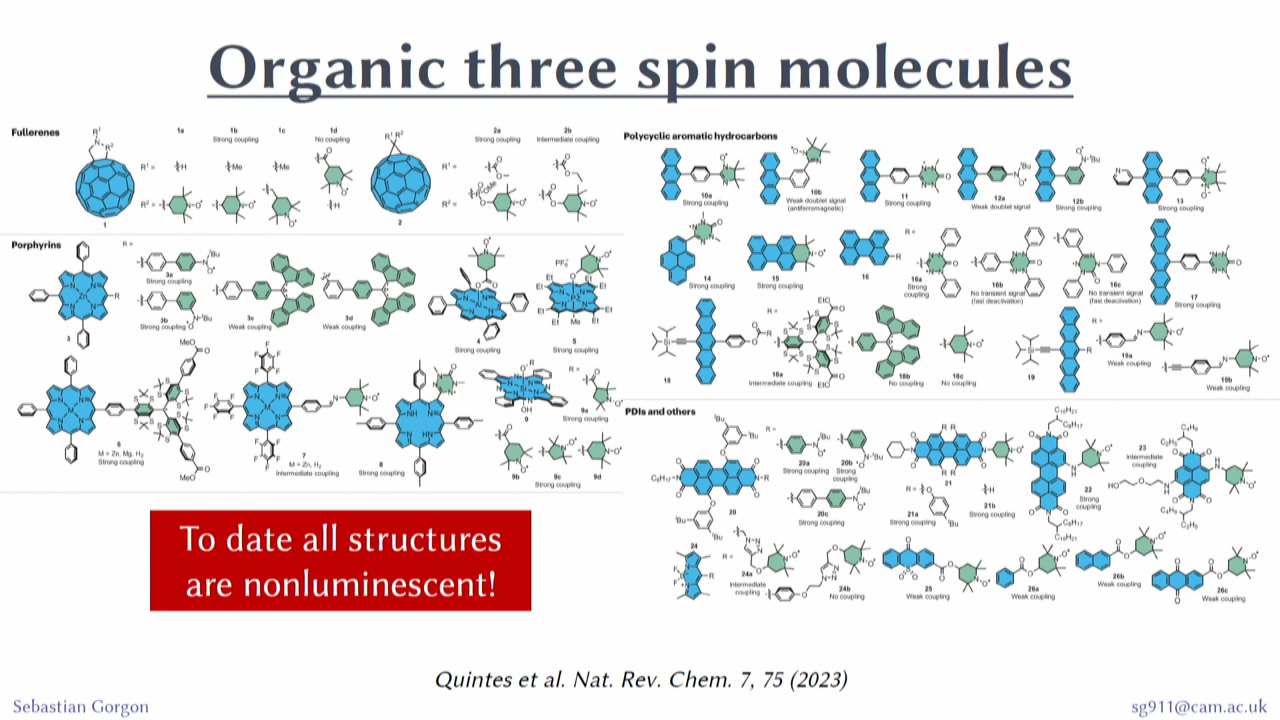 Organic three spin molecules
Fullerenes
1a
1b
Strong coupling
1c
1d
No coupling
2a
Strong coupling
2b
Intermediate coupling
1
2
Porphyrins
3a
Strong coupling
3b
Strong coupling
3c
Weak coupling
3d
Weak coupling
3
4
Strong coupling
5
Strong coupling
6
M = Zn, Mg, H₂
Strong coupling
7
M = Zn, H₂
Intermediate coupling
8
Strong coupling
9
9a
Strong coupling
9b
9c
Strong coupling
9d
Polycyclic aromatic hydrocarbons
10a
Strong coupling
10b
Weak doublet signal
(antiferromagnetic)
11
Strong coupling
12a
Weak doublet signal
12b
Strong coupling
13
Strong coupling
14
Strong coupling
15
Strong coupling
16
16a
Strong
coupling
16b
No transient signal
(fast deactivation)
16c
No transient signal
(fast deactivation)
17
Strong coupling
18
18a
Intermediate coupling
18b
No coupling
18c
No coupling
19
19a
Weak coupling
19b
Weak coupling
PDIs and others
20
20a
Strong coupling
20b
Strong
coupling
20c
Strong coupling
21
21a
Strong coupling
21b
Strong coupling
22
Strong
coupling
23
Intermediate
coupling
24
24a
Intermediate
coupling
24b
No coupling
25
Weak coupling
26a
Weak coupling
26b
Weak coupling
26c
Weak coupling
To date all structures
are nonluminescent!
Quintes et al. Nat. Rev. Chem. 7, 75 (2023)
Sebastian Gorgon
sg911@cam.ac.uk